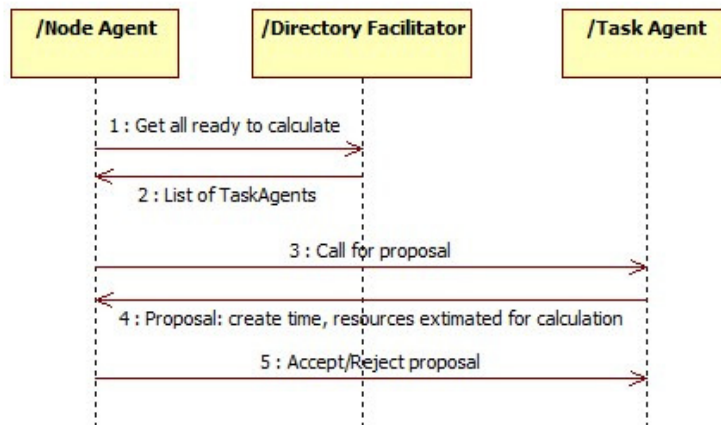 /Node Agent
/Directory Facilitator
/Task Agent
1 : Get all ready to calculate
2 : List of TaskAgents
3 : Call for proposal
4 : Proposal: create time, resources extimated for calculation
5 : Accept/Reject proposal